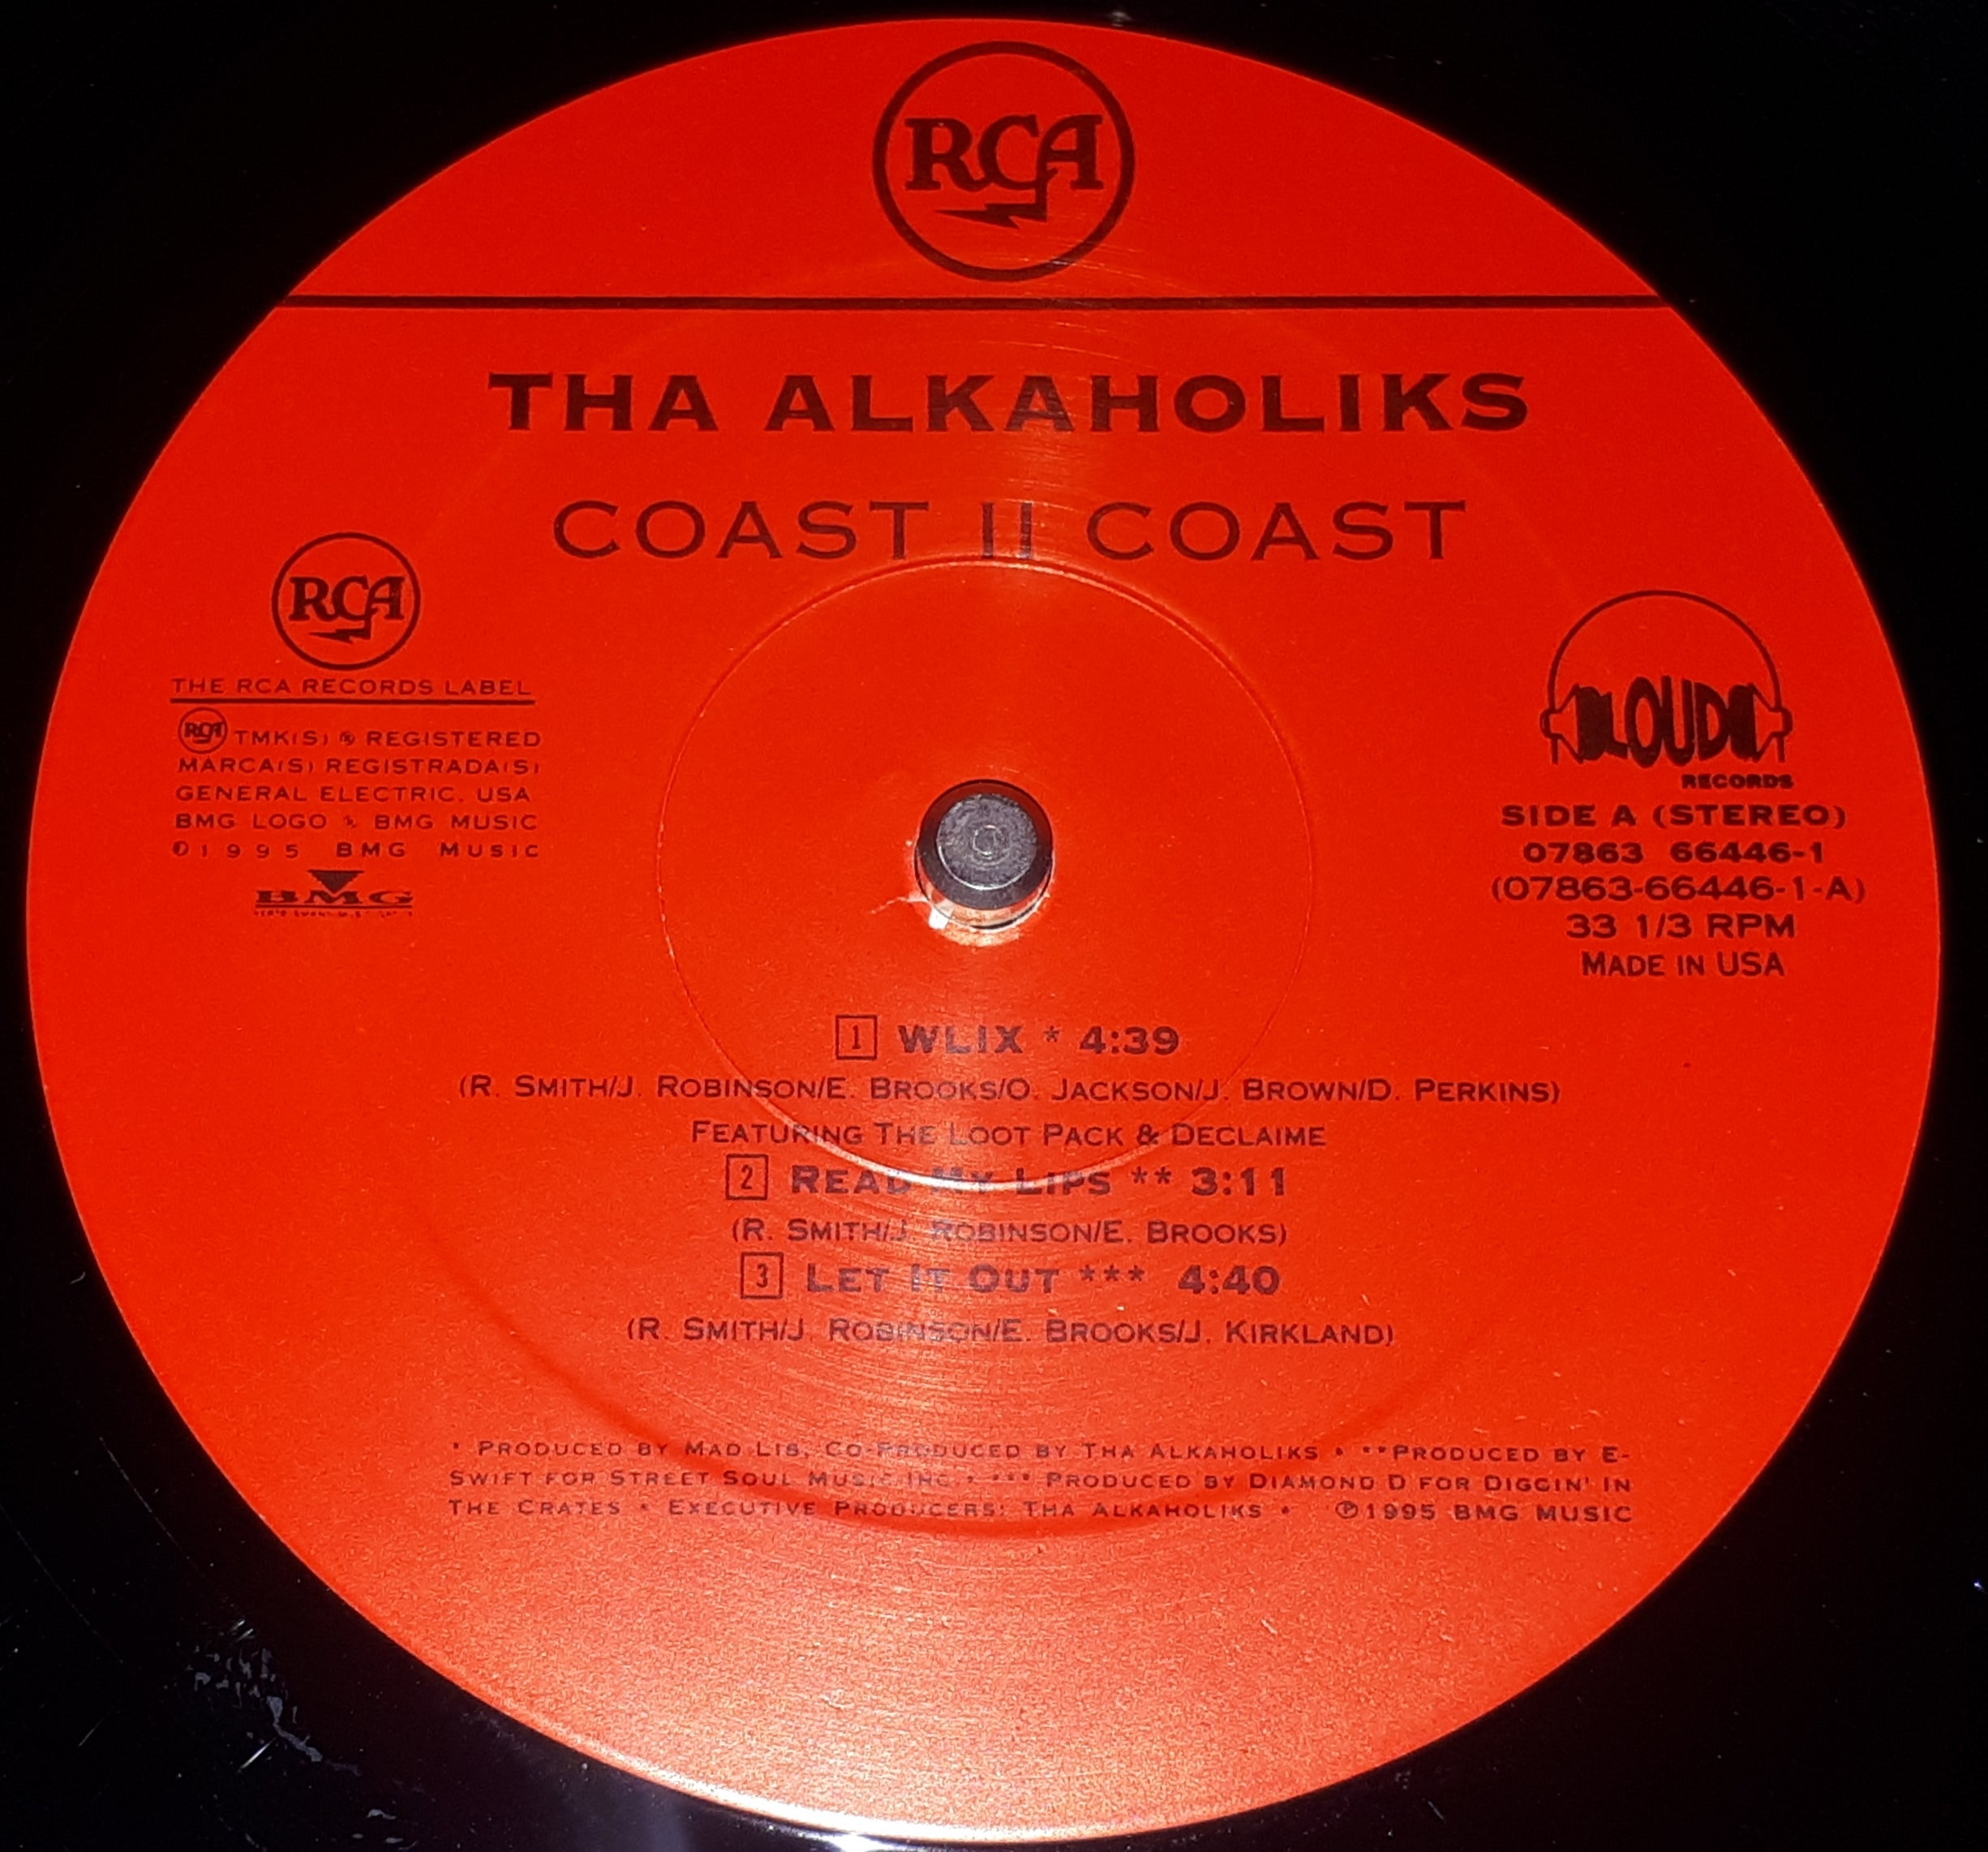 RCA
THA ALKAHOLIKS
COAST II COAST
RCA
THE RCA RECORDS LABEL
RCA TMK(S) ® REGISTERED
MARCA(S) REGISTRADA(S)
GENERAL ELECTRIC, USA
BMG LOGO ® BMG MUSIC
©1995 BMG MUSIC
BMG
LOUD
RECORDS
SIDE A (STEREO)
07863 66446-1
(07863-66446-1-A)
33 1/3 RPM
MADE IN USA
1 WLIX * 4:39
(R. SMITH/J. ROBINSON/E. BROOKS/O. JACKSON/J. BROWN/D. PERKINS)
FEATURING THE LOOT PACK & DECLAIME
2 READ MY LIPS ** 3:11
(R. SMITH/J. ROBINSON/E. BROOKS)
3 LET IT OUT *** 4:40
(R. SMITH/J. ROBINSON/E. BROOKS/J. KIRKLAND)
* PRODUCED BY MAD LIB, CO-PRODUCED BY THA ALKAHOLIKS • **PRODUCED BY E-
SWIFT FOR STREET SOUL MUSIC INC. • *** PRODUCED BY DIAMOND D FOR DIGGIN' IN
THE CRATES • EXECUTIVE PRODUCERS: THA ALKAHOLIKS • ℗1995 BMG MUSIC